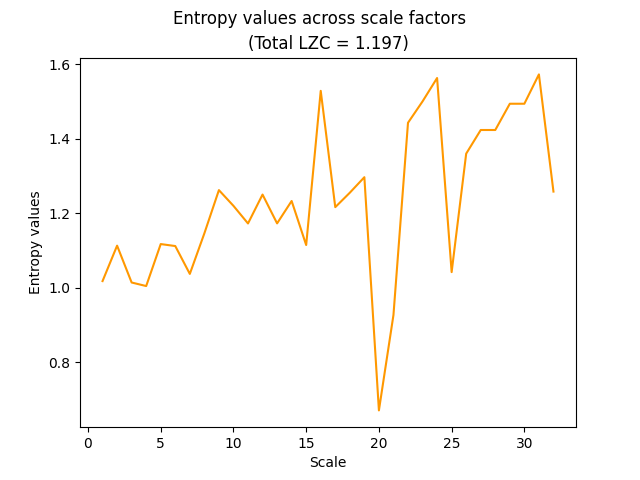 Entropy values across scale factors
(Total LZC = 1.197)
1.6
1.4
1.2
1.0
0.8
Entropy values
0 5 10 15 20 25 30
Scale